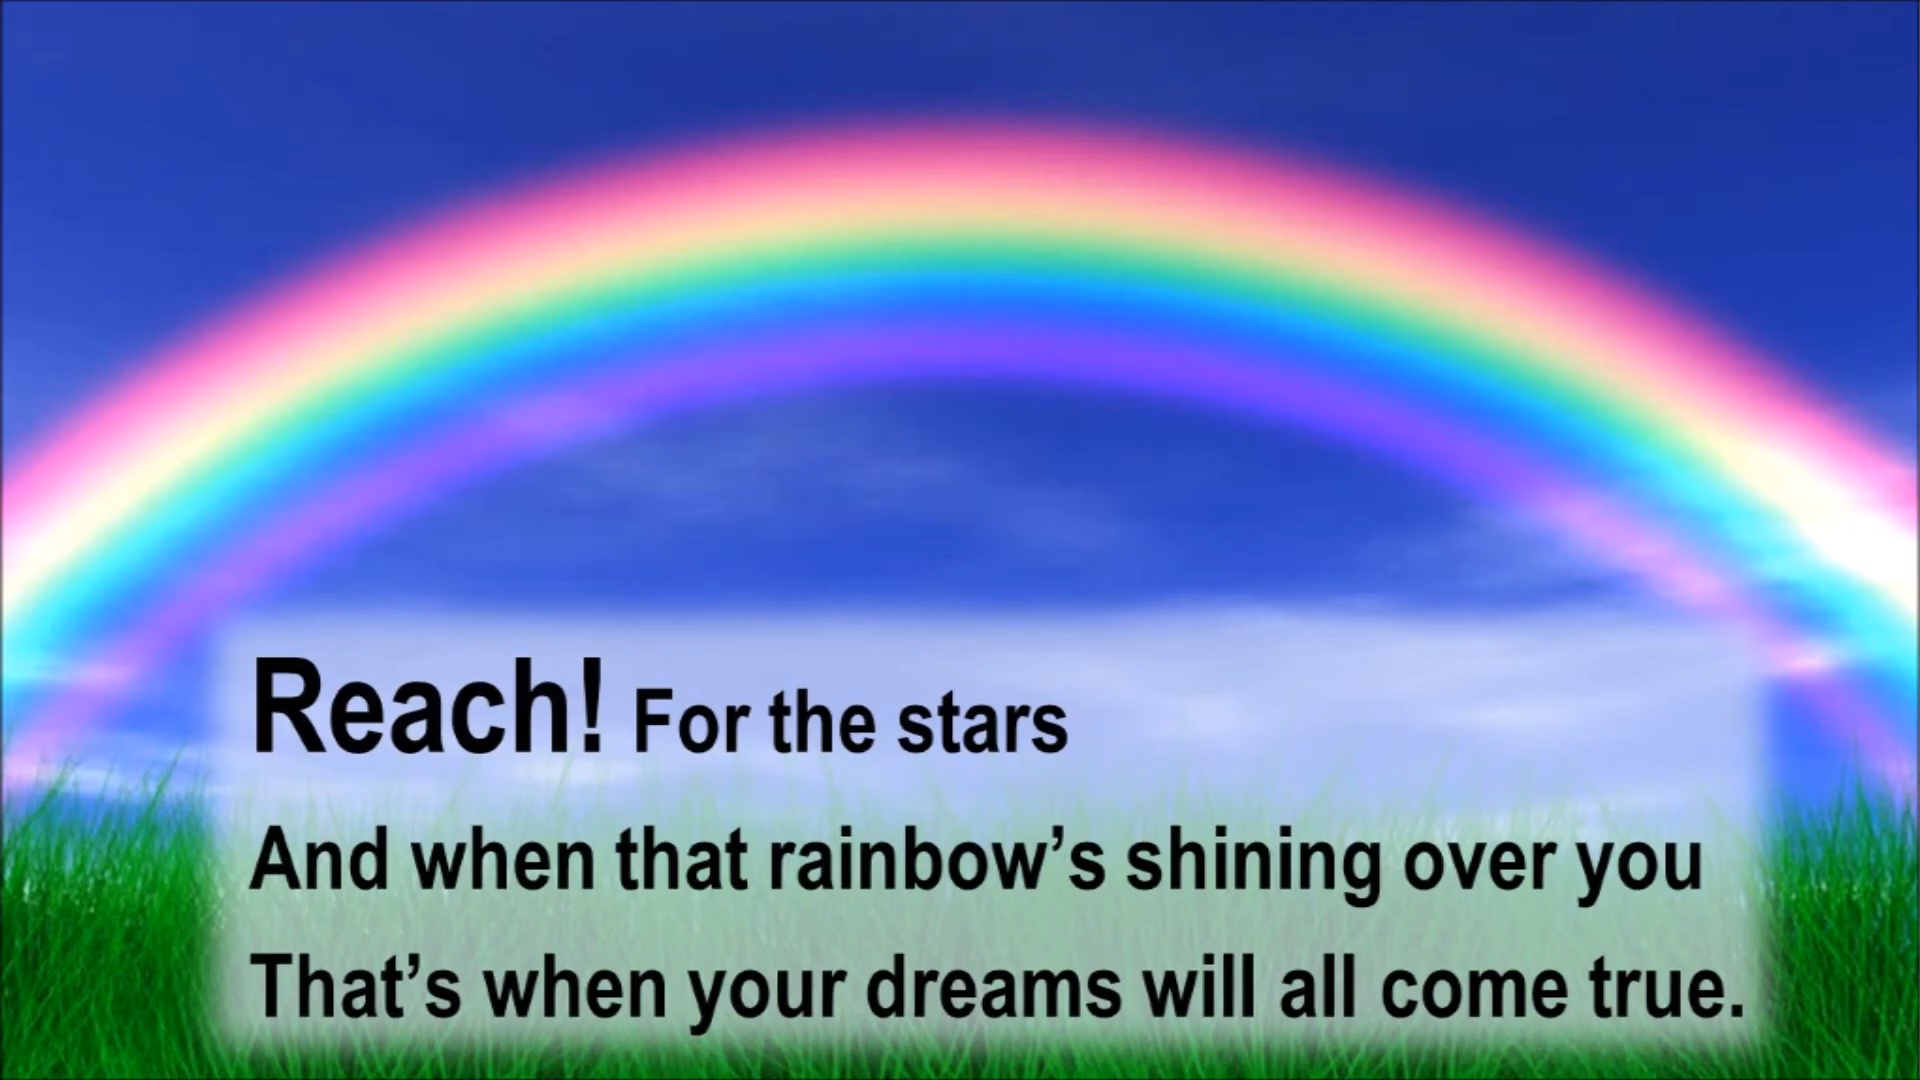 Reach! For the stars
And when that rainbow’s shining over you
That’s when your dreams will all come true.